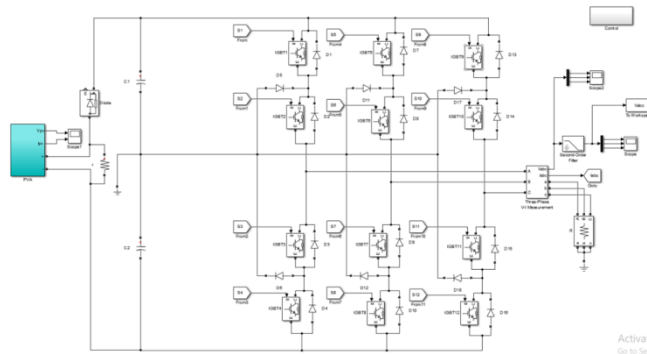 S1
From
IGBT1
D1
S5
From4
IGBT5
D7
S9
From8
IGBT9
D13
Control
C1
D5
D11
D17
Diode
S2
From1
IGBT2
D2
S6
From5
IGBT6
D8
S10
From9
IGBT10
D14
Scope2
To Workspace
Scope1
PVA
Second-Order
Filter
Scope
Goto
A
B
C
Vabc
Iabc
Three-Phase
V-I Measurement
R
C2
S3
From2
IGBT3
D3
S7
From6
IGBT7
D9
S11
From10
IGBT11
D15
D6
D12
D18
S4
From3
IGBT4
D4
S8
From7
IGBT8
D10
S12
From11
IGBT12
D16
Activa
Go to Se